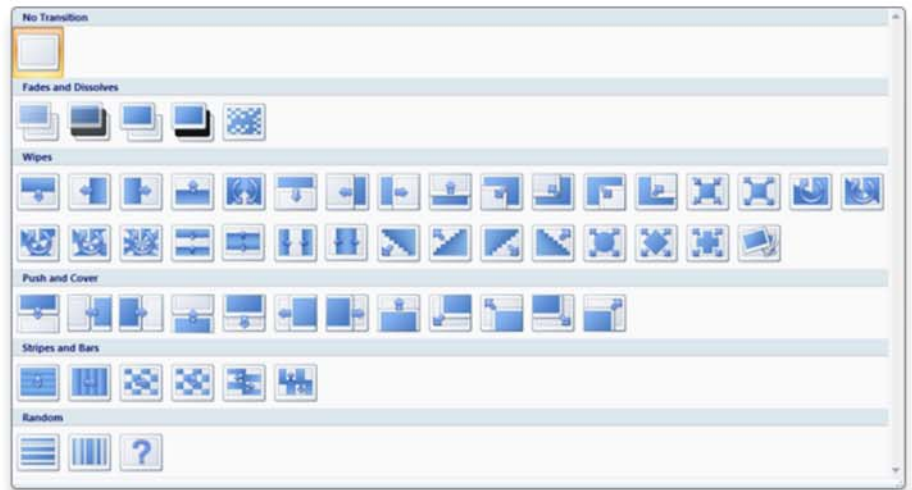 No Transition
Fades and Dissolves
Wipes
Push and Cover
Stripes and Bars
Random
?